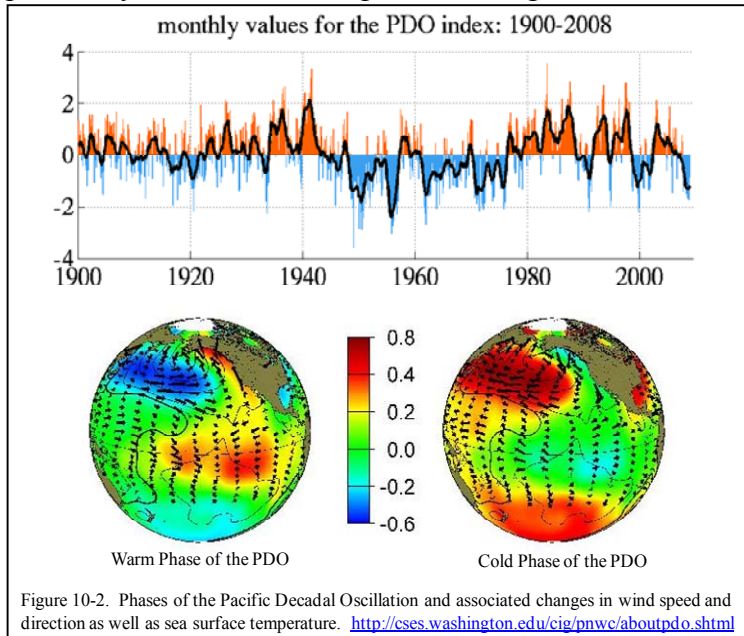 monthly values for the PDO index: 1900-2008
4
2
0
-2
-4
1900 1920 1940 1960 1980 2000
0.8
0.4
0.2
0.0
-0.2
-0.6
Warm Phase of the PDO
Cold Phase of the PDO
Figure 10-2. Phases of the Pacific Decadal Oscillation and associated changes in wind speed and
direction as well as sea surface temperature. http://cses.washington.edu/cig/pnwc/aboutpdo.shtml